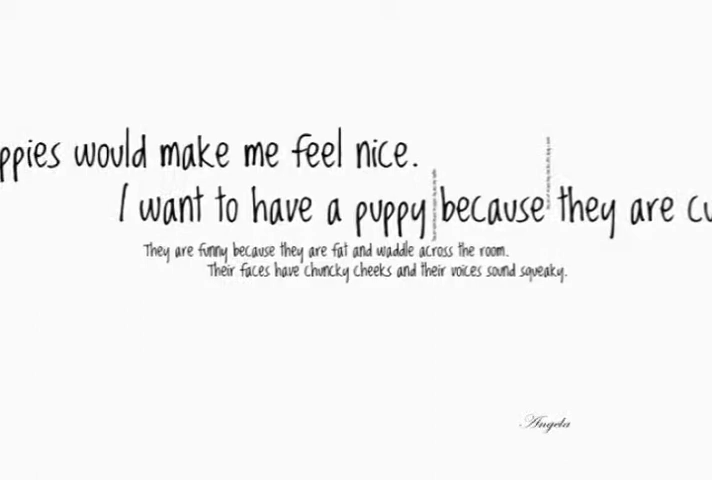 ppies would make me feel nice.
I want to have a puppy because they are cu
They are funny because they are fat and waddle across the room.
Their faces have chuncky cheeks and their voices sound squeaky.
Angela